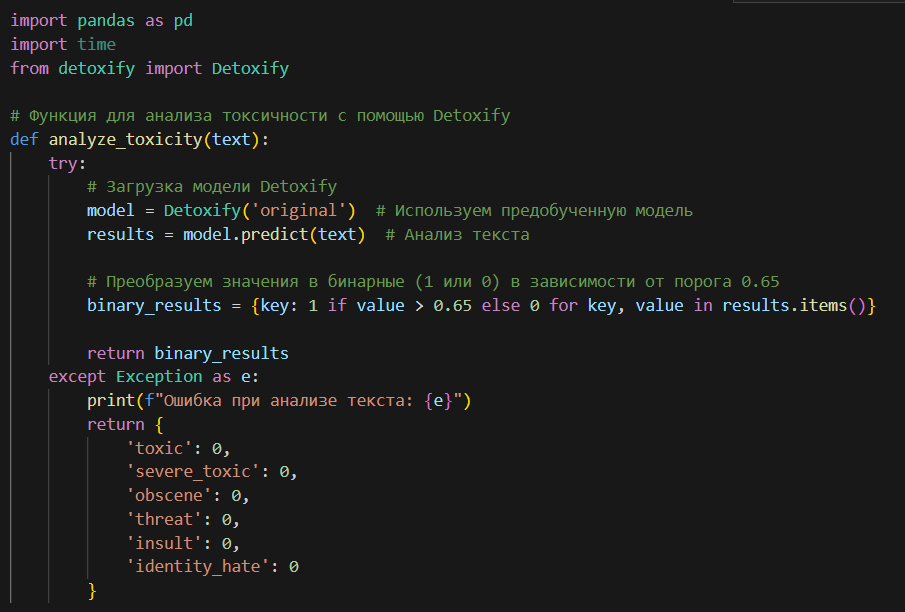 import pandas as pd
import time
from detoxify import Detoxify
# Функция для анализа токсичности с помощью Detoxify
def analyze_toxicity(text):
try:
# Загрузка модели Detoxify
model = Detoxify('original')  # Используем предобученную модель
results = model.predict(text)  # Анализ текста
# Преобразуем значения в бинарные (1 или 0) в зависимости от порога 0.65
binary_results = {key: 1 if value > 0.65 else 0 for key, value in results.items()}
return binary_results
except Exception as e:
print(f"Ошибка при анализе текста: {e}")
return {
'toxic': 0,
'severe_toxic': 0,
'obscene': 0,
'threat': 0,
'insult': 0,
'identity_hate': 0
}